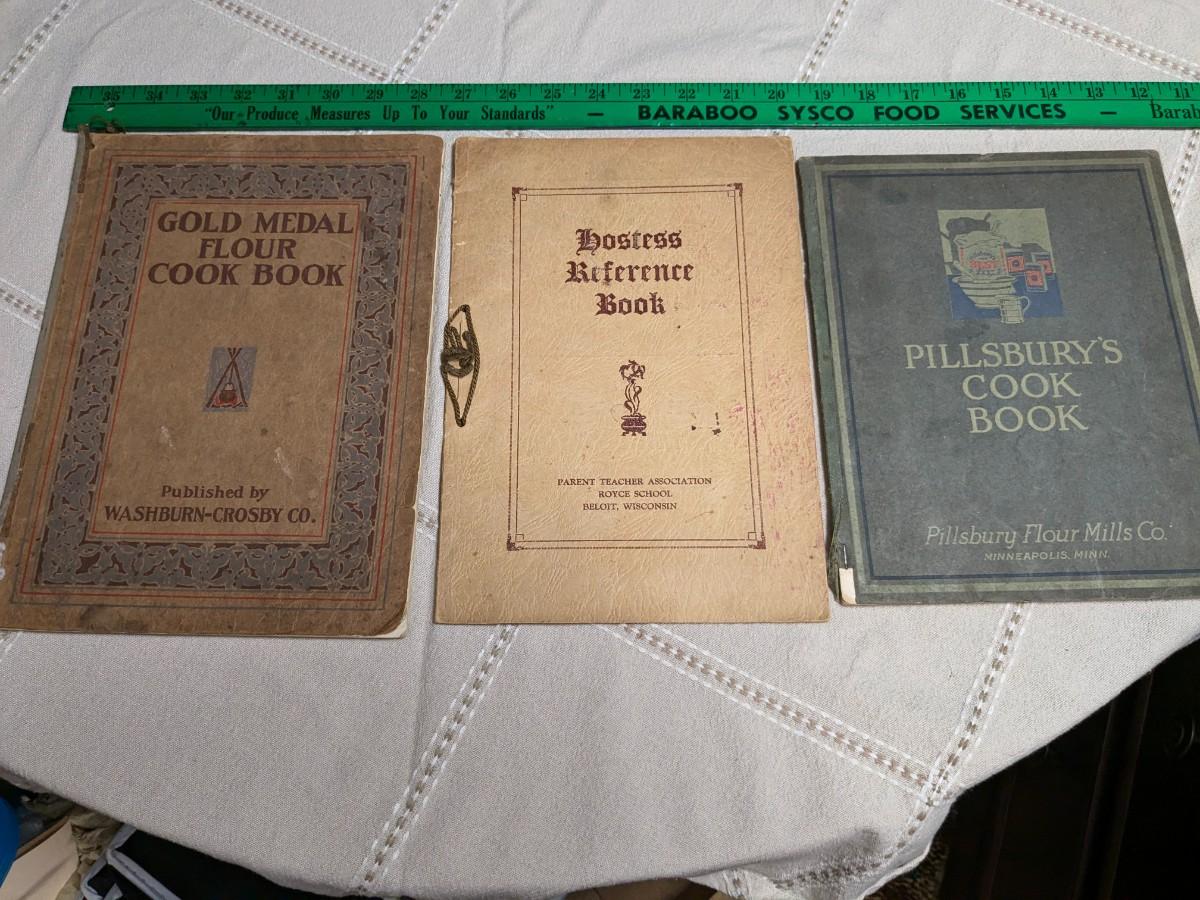 35 34 33 32 31 30 29 28 27 26 25 24 23 22 21 20 19 18 17 16 15 14 13 12 11
"Our Produce Measures Up To Your Standards" — BARABOO SYSCO FOOD SERVICES — Barab
GOLD MEDAL
FLOUR
COOK BOOK
Published by
WASHBURN-CROSBY CO.
Hostess
Reference
Book
PARENT TEACHER ASSOCIATION
ROYCE SCHOOL
BELOIT, WISCONSIN
PILLSBURY'S
COOK
BOOK
Pillsbury Flour Mills Co.
MINNEAPOLIS, MINN.